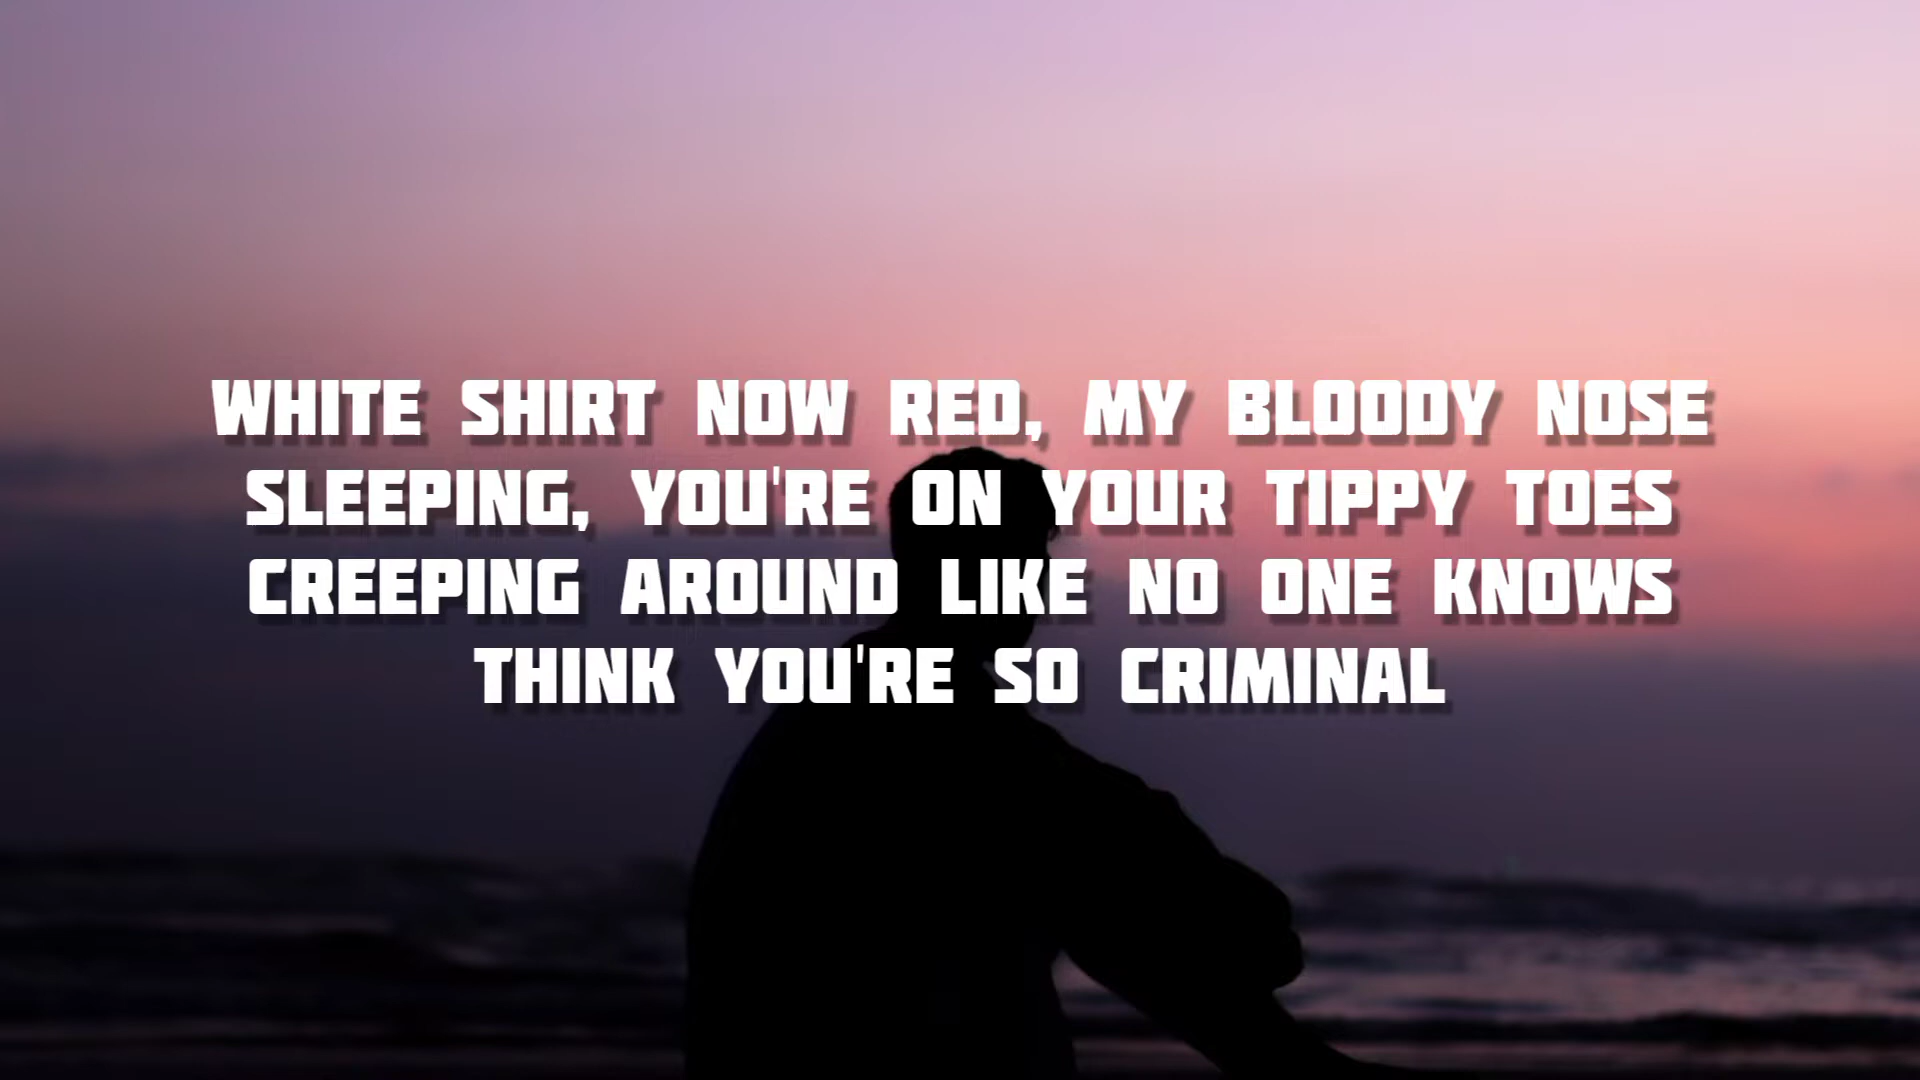 WHITE SHIRT NOW RED, MY BLOODY NOSE
SLEEPING, YOU'RE ON YOUR TIPPY TOES
CREEPING AROUND LIKE NO ONE KNOWS
THINK YOU'RE SO CRIMINAL